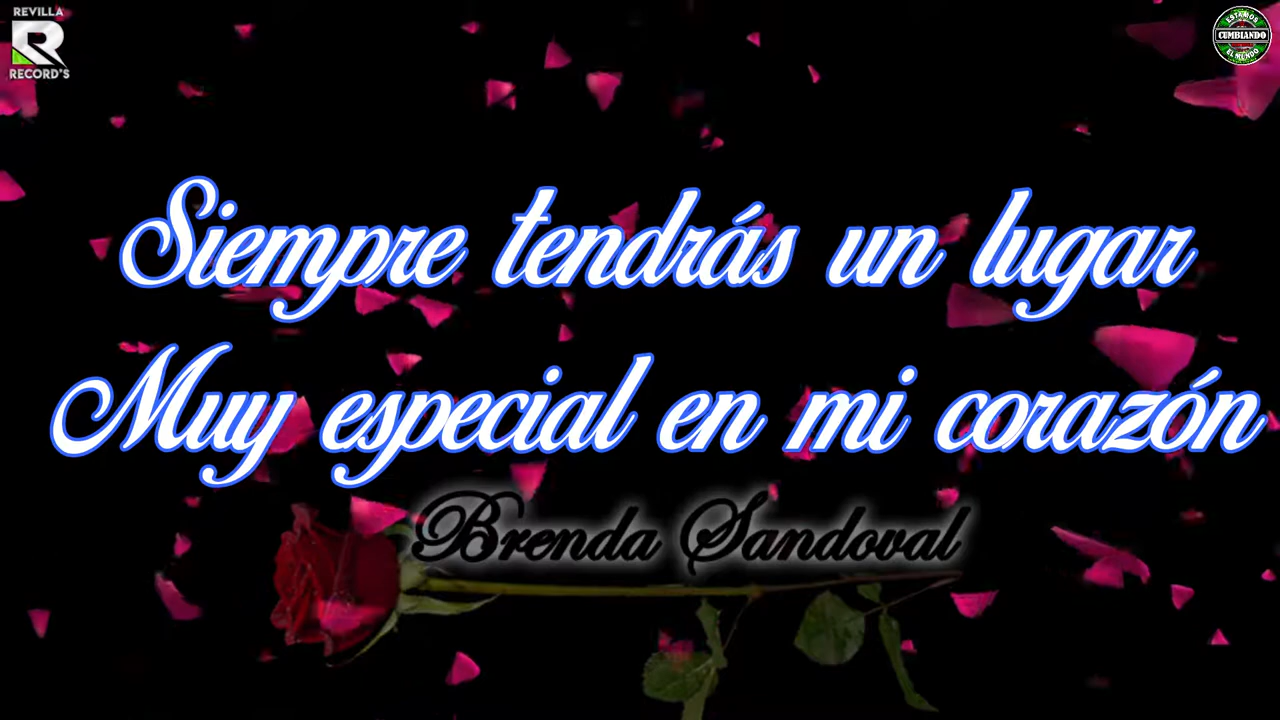 REVILLA
RECORD'S
ESTAMOS
CUMBIANDO
EL MUNDO
Siempre tendrás un lugar
Muy especial en mi corazón
Brenda Sandoval